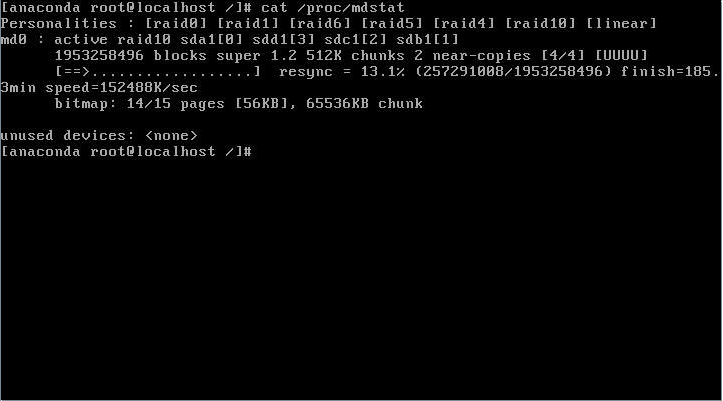 [anaconda root@localhost /]# cat /proc/mdstat
Personalities : [raid0] [raid1] [raid6] [raid5] [raid4] [raid10] [linear]
md0 : active raid10 sda1[0] sdd1[3] sdc1[2] sdb1[1]
      1953258496 blocks super 1.2 512K chunks 2 near-copies [4/4] [UUUU]
      [==>..................]  resync = 13.1% (257291008/1953258496) finish=185.
3min speed=152488K/sec
      bitmap: 14/15 pages [56KB], 65536KB chunk

unused devices: <none>
[anaconda root@localhost /]#